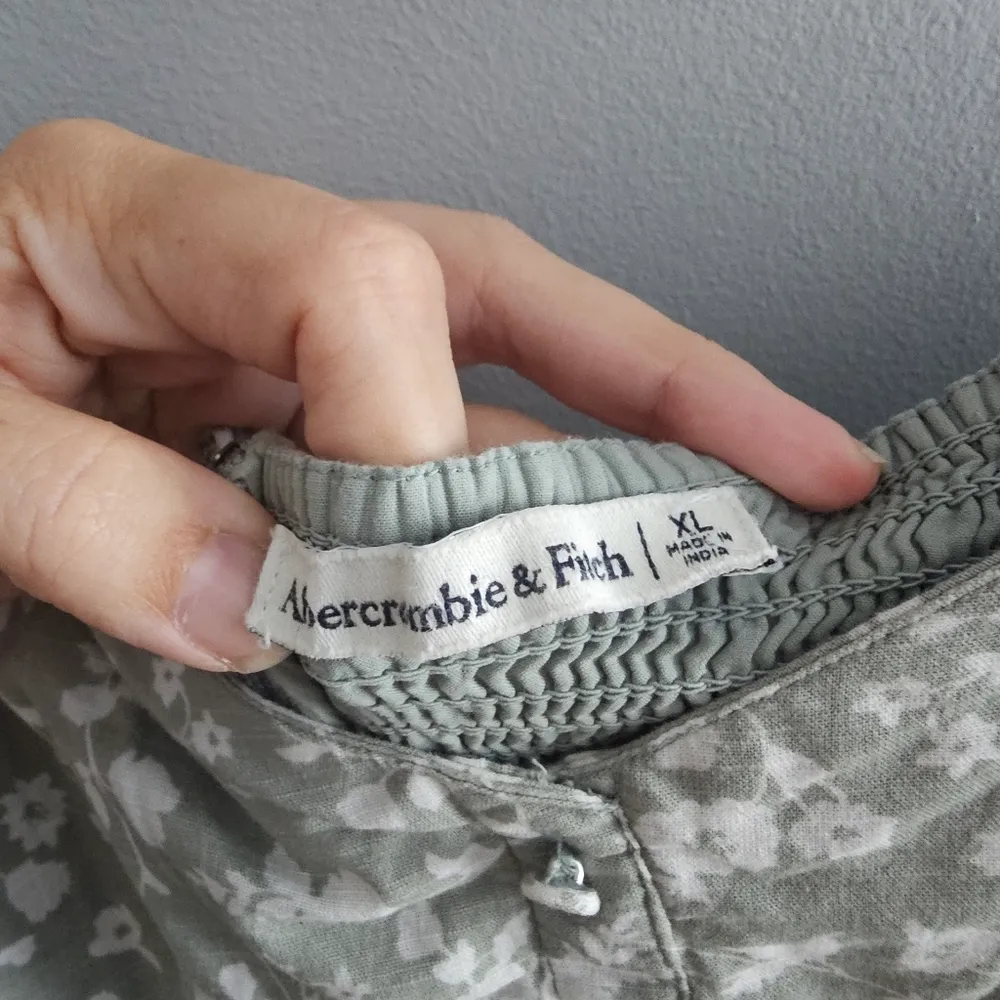 Abercrombie & Fitch | XL
MADE IN
INDIA